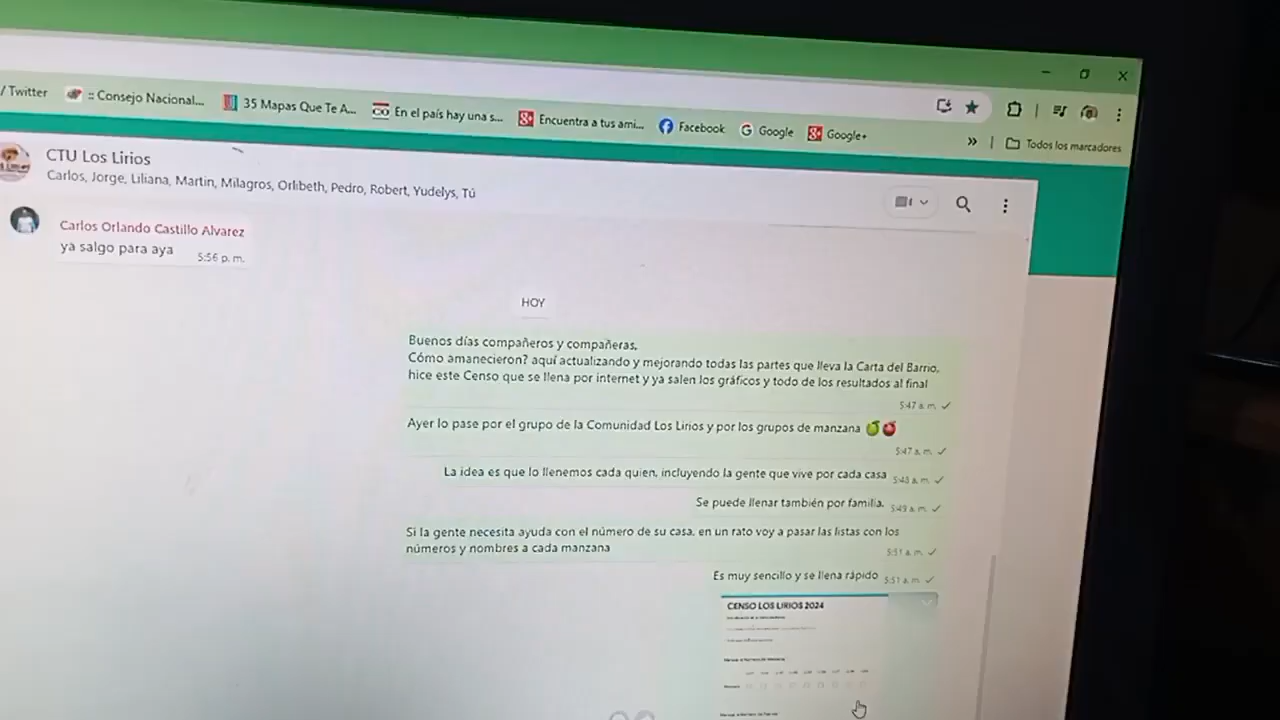 / Twitter
:: Consejo Nacional...
35 Mapas Que Te A...
En el país hay una s...
Encuentra a tus ami...
Facebook
Google
Google+
»
Todos los marcadores
CTU Los Lirios
Carlos, Jorge, Liliana, Martin, Milagros, Orlibeth, Pedro, Robert, Yudelys, Tú
Carlos Orlando Castillo Alvarez
ya salgo para aya
5:56 p. m.
HOY
Buenos días compañeros y compañeras,
Cómo amanecieron? aquí actualizando y mejorando todas las partes que lleva la Carta del Barrio,
hice este Censo que se llena por internet y ya salen los gráficos y todo de los resultados al final
5:47 a. m.
Ayer lo pase por el grupo de la Comunidad Los Lirios y por los grupos de manzana
5:47 a. m.
La idea es que lo llenemos cada quien, incluyendo la gente que vive por cada casa
Se puede llenar también por familia.
5:49 a. m.
Si la gente necesita ayuda con el número de su casa, en un rato voy a pasar las listas con los
números y nombres a cada manzana
5:51 a. m.
Es muy sencillo y se llena rápido
5:51 a. m.
CENSO LOS LIRIOS 2024